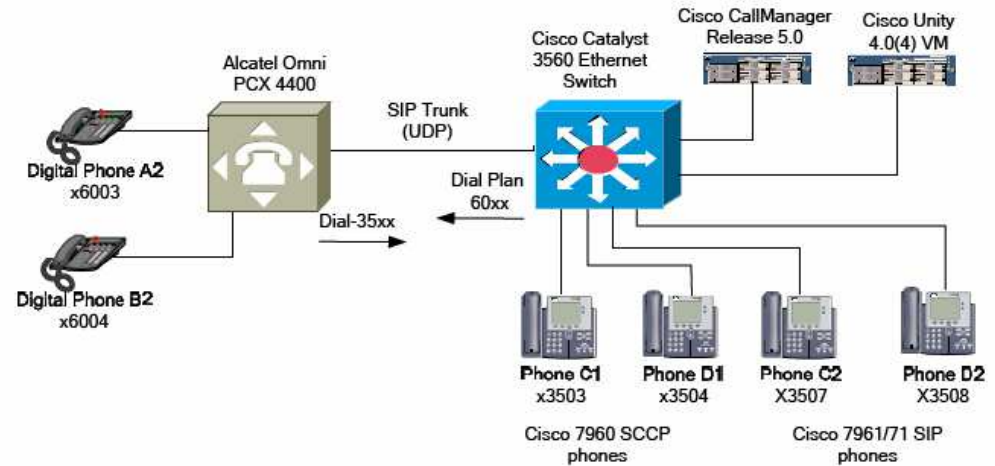 Cisco CallManager
Release 5.0
Cisco Unity
4.0(4) VM
Cisco Catalyst
3560 Ethernet
Switch
Alcatel Omni
PCX 4400
SIP Trunk
(UDP)
Digital Phone A2
x6003
Dial Plan
60xx
Dial-35xx
Digital Phone B2
x6004
Phone C1
x3503
Phone D1
x3504
Phone C2
X3507
Phone D2
X3508
Cisco 7960 SCCP
phones
Cisco 7961/71 SIP
phones